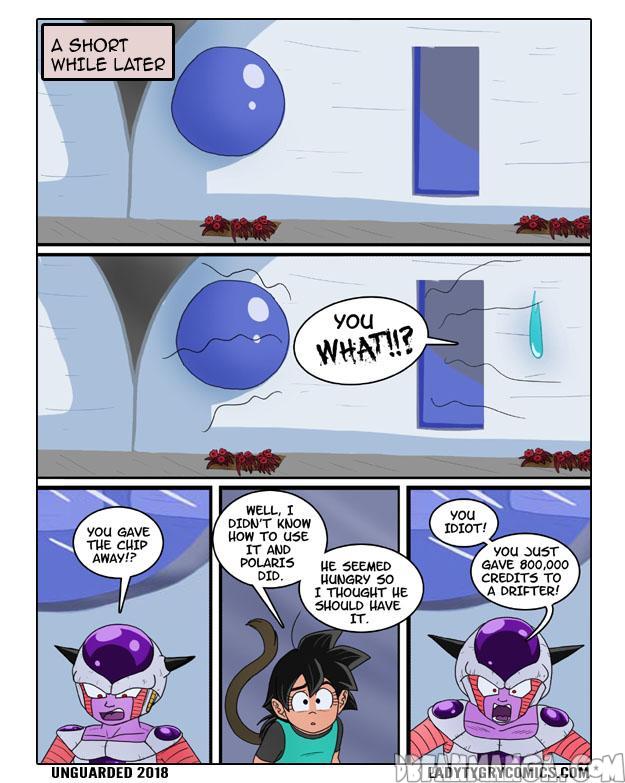 A SHORT
WHILE LATER
YOU
WHAT!!?
YOU GAVE
THE CHIP
AWAY!?
WELL, I
DIDN'T KNOW
HOW TO USE
IT AND
POLARIS
DID.
HE SEEMED
HUNGRY SO
I THOUGHT HE
SHOULD HAVE
IT.
YOU
IDIOT!
YOU JUST
GAVE 800,000
CREDITS TO
A DRIFTER!
UNGUARDED 2018
LADYTYGRYCOMICS.COM